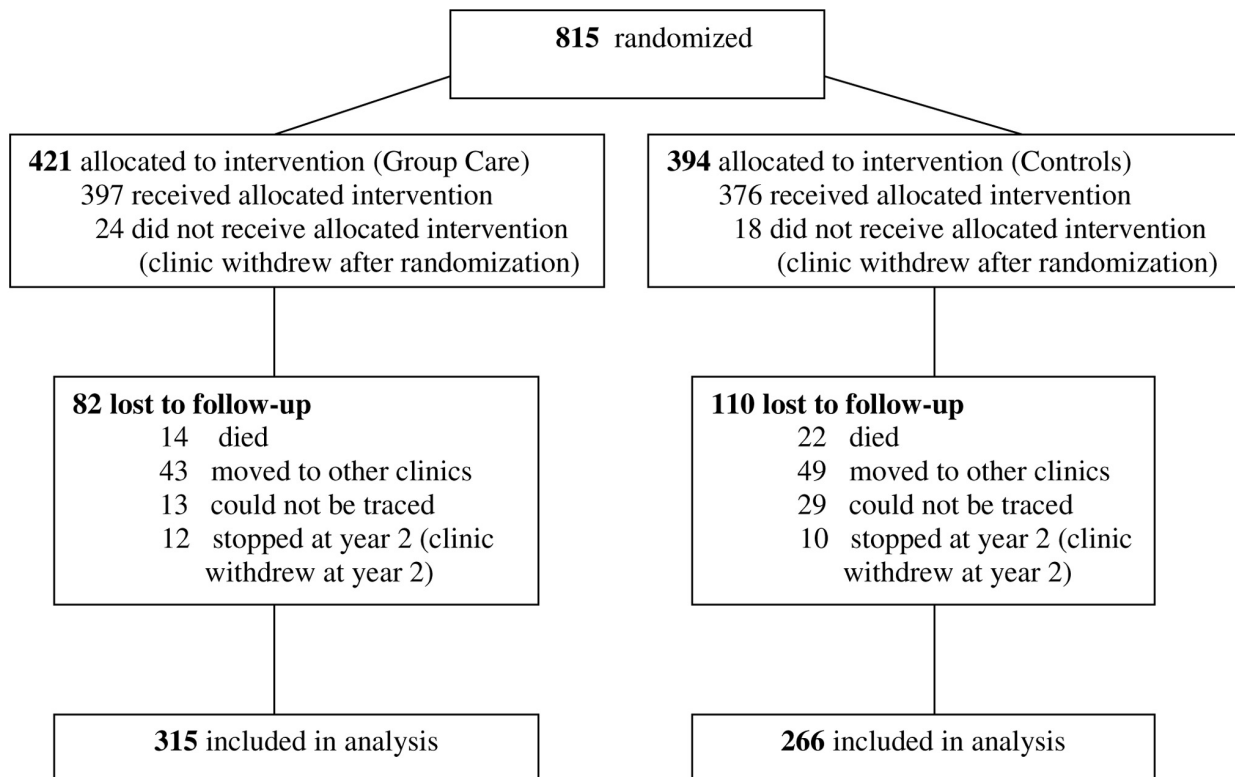 815 randomized
421 allocated to intervention (Group Care)
397 received allocated intervention
24 did not receive allocated intervention
(clinic withdrew after randomization)
394 allocated to intervention (Controls)
376 received allocated intervention
18 did not receive allocated intervention
(clinic withdrew after randomization)
82 lost to follow-up
14 died
43 moved to other clinics
13 could not be traced
12 stopped at year 2 (clinic
withdrew at year 2)
110 lost to follow-up
22 died
49 moved to other clinics
29 could not be traced
10 stopped at year 2 (clinic
withdrew at year 2)
315 included in analysis
266 included in analysis